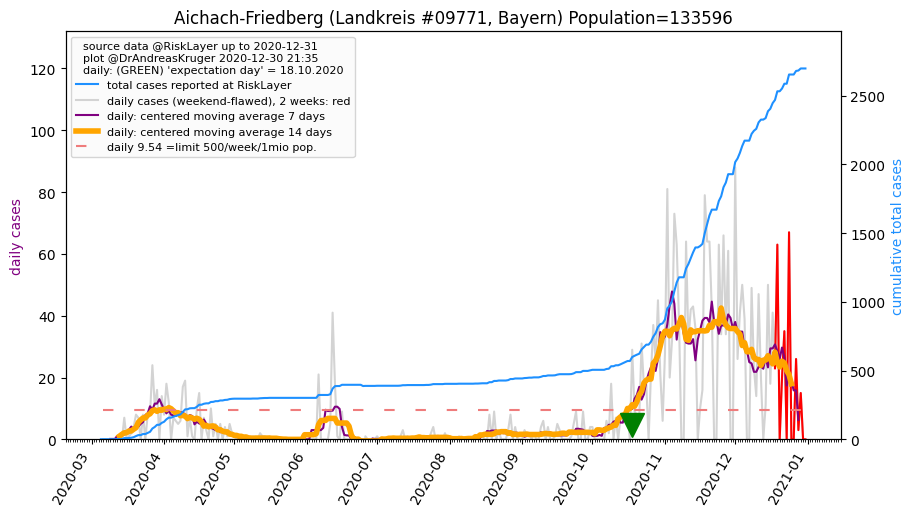 Aichach-Friedberg (Landkreis #09771, Bayern) Population=133596
source data @RiskLayer up to 2020-12-31
plot @DrAndreasKruger 2020-12-30 21:35
daily: (GREEN) 'expectation day' = 18.10.2020
total cases reported at RiskLayer
daily cases (weekend-flawed), 2 weeks: red
daily: centered moving average 7 days
daily: centered moving average 14 days
daily 9.54 =limit 500/week/1mio pop.
daily cases
120
100
80
60
40
20
0
cumulative total cases
2500
2000
1500
1000
500
0
2020-03
2020-04
2020-05
2020-06
2020-07
2020-08
2020-09
2020-10
2020-11
2020-12
2021-01